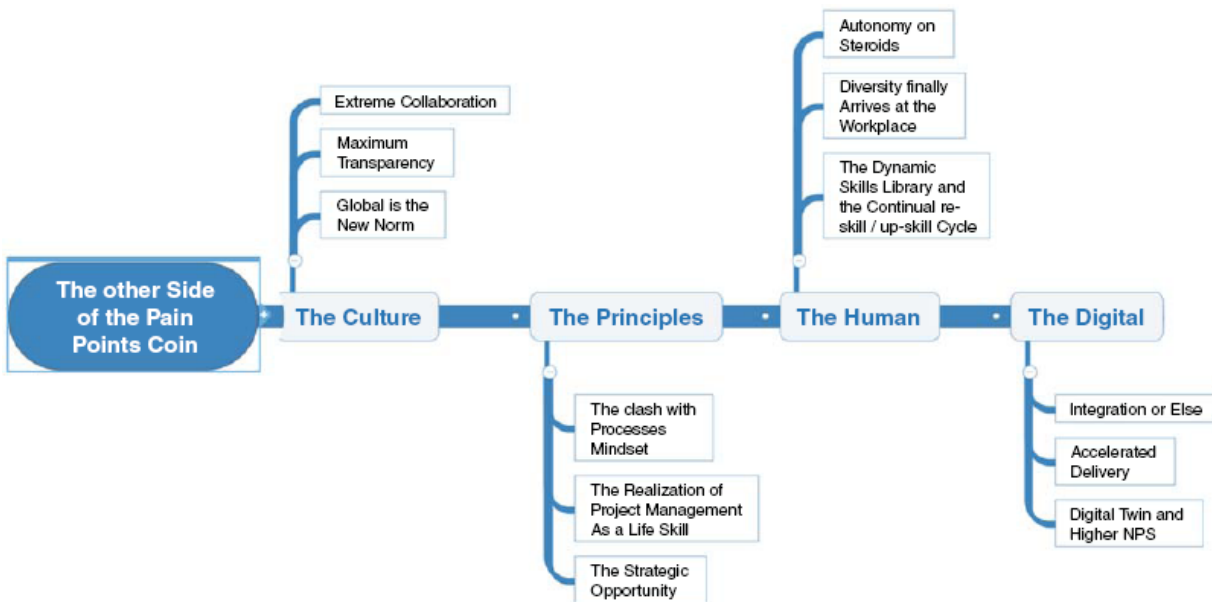 The other Side
of the Pain
Points Coin
The Culture
Extreme Collaboration
Maximum
Transparency
Global is the
New Norm
The Principles
The clash with
Processes
Mindset
The Realization of
Project Management
As a Life Skill
The Strategic
Opportunity
The Human
Autonomy on
Steroids
Diversity finally
Arrives at the
Workplace
The Dynamic
Skills Library and
the Continual re-
skill / up-skill Cycle
The Digital
Integration or Else
Accelerated
Delivery
Digital Twin and
Higher NPS